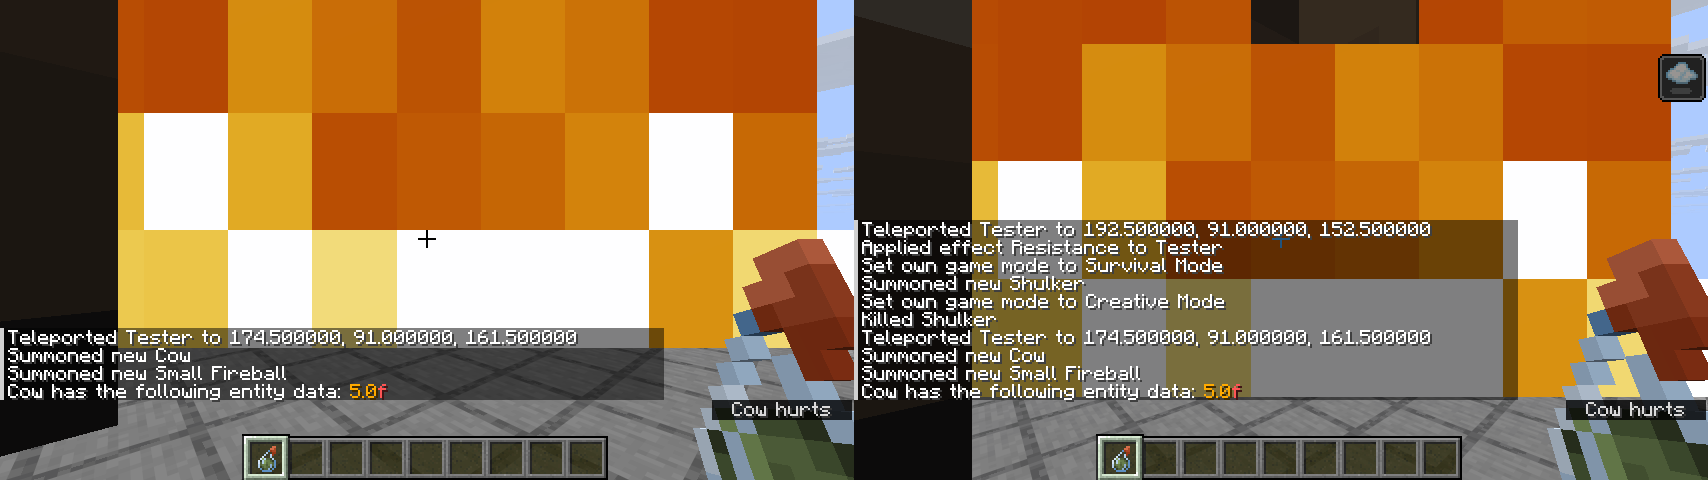 Teleported Tester to 174.500000, 91.000000, 161.500000
Summoned new Cow
Summoned new Small Fireball
Cow has the following entity data: 5.0f
Cow hurts
Teleported Tester to 192.500000, 91.000000, 152.500000
Applied effect Resistance to Tester
Set own game mode to Survival Mode
Summoned new Shulker
Set own game mode to Creative Mode
Killed Shulker
Teleported Tester to 174.500000, 91.000000, 161.500000
Summoned new Cow
Summoned new Small Fireball
Cow has the following entity data: 5.0f
Cow hurts